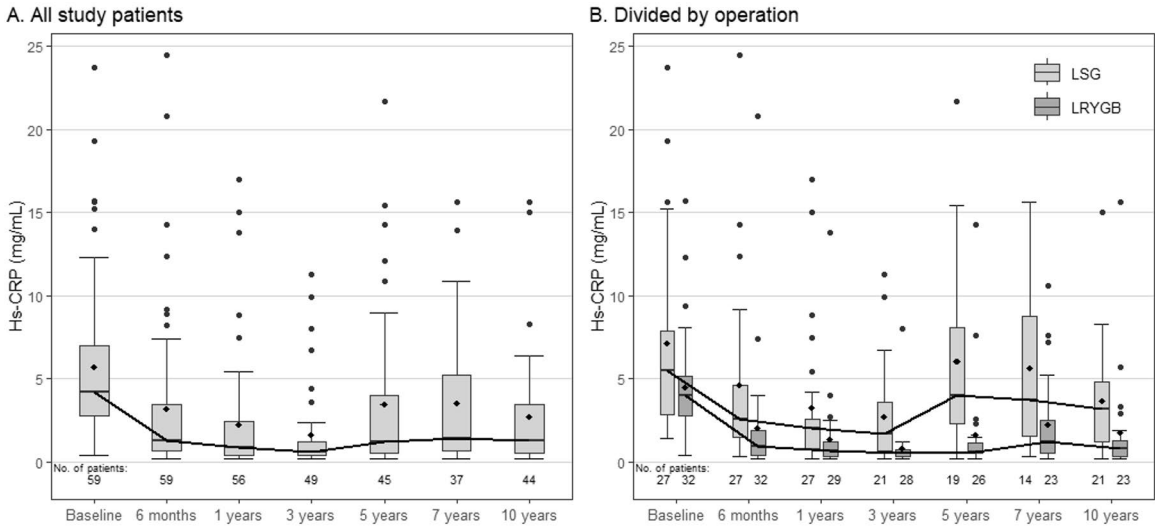 A. All study patients
Hs-CRP (mg/mL)
25
20
15
10
5
0
No. of patients:
59 59 56 49 45 37 44
Baseline 6 months 1 years 3 years 5 years 7 years 10 years
B. Divided by operation
Hs-CRP (mg/mL)
25
20
15
10
5
0
LSG
LRYGB
No. of patients:
27 32 27 32 27 29 21 28 19 26 14 23 21 23
Baseline 6 months 1 years 3 years 5 years 7 years 10 years